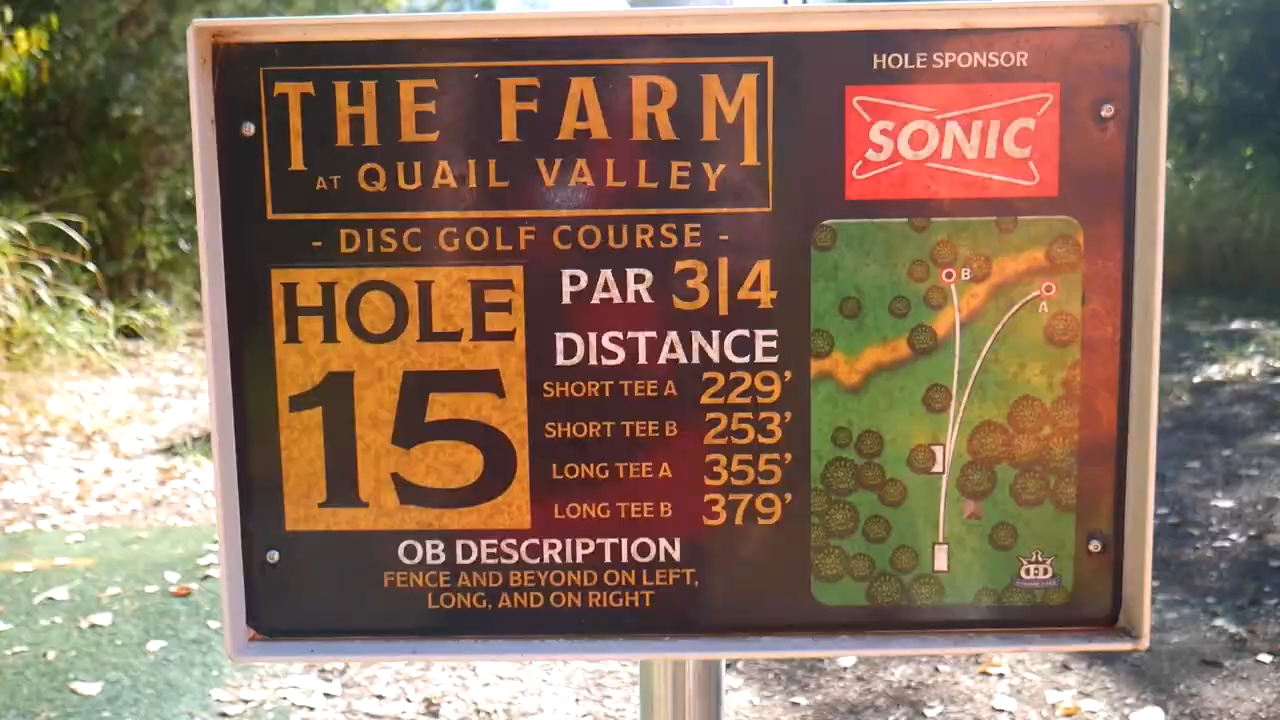 THE FARM
AT QUAIL VALLEY
- DISC GOLF COURSE -
HOLE
15
PAR 3|4
DISTANCE
SHORT TEE A 229'
SHORT TEE B 253'
LONG TEE A 355'
LONG TEE B 379'
OB DESCRIPTION
FENCE AND BEYOND ON LEFT,
LONG, AND ON RIGHT
HOLE SPONSOR
SONIC
B
A